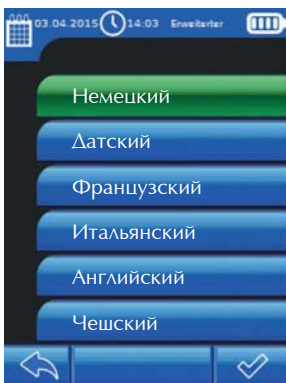 03.04.2015 14:03 Erweiterter
Немецкий
Датский
Французский
Итальянский
Английский
Чешский